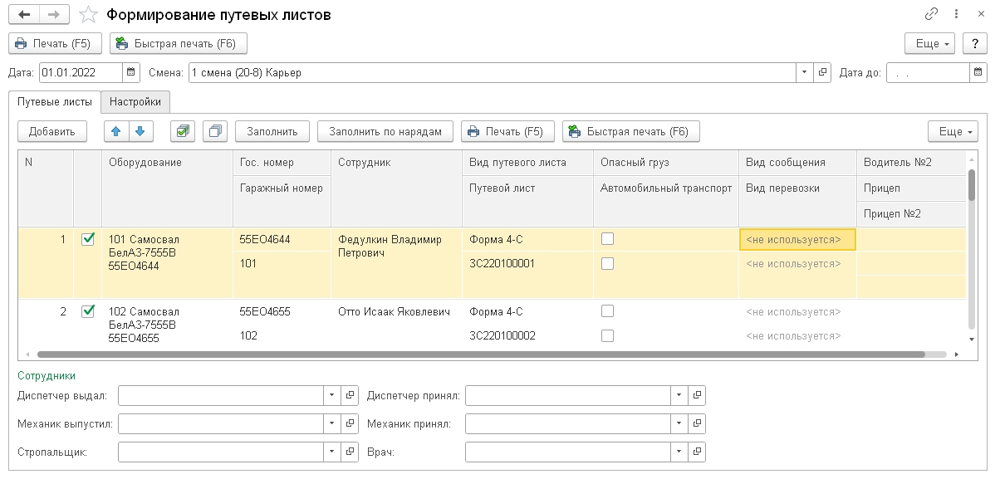 Формирование путевых листов
Печать (F5) Быстрая печать (F6) Еще ?
Дата: 01.01.2022 Смена: 1 смена (20-8) Карьер Дата до: . .
Путевые листы Настройки
Добавить Заполнить Заполнить по нарядам Печать (F5) Быстрая печать (F6) Еще
N Оборудование Гос. номер Сотрудник Вид путевого листа Опасный груз Вид сообщения Водитель №2
Гаражный номер Путевой лист Автомобильный транспорт Вид перевозки Прицеп
Прицеп №2
1 101 Самосвал 55ЕО4644 Федулкин Владимир Форма 4-С <не используется>
БелАЗ-7555В Петрович
55ЕО4644 101 ЗС220100001 <не используется>
2 102 Самосвал 55ЕО4655 Отто Исаак Яковлевич Форма 4-С <не используется>
БелАЗ-7555В
55ЕО4655 102 ЗС220100002 <не используется>
Сотрудники
Диспетчер выдал: Диспетчер принял:
Механик выпустил: Механик принял:
Стропальщик: Врач: